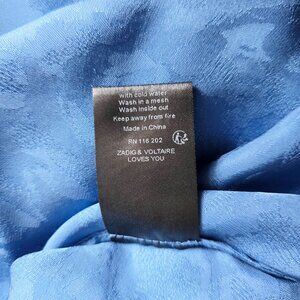 with cold water
Wash in a mesh
Wash inside out
Keep away from fire
Made in China
RN 116 202
ZADIG & VOLTAIRE
LOVES YOU